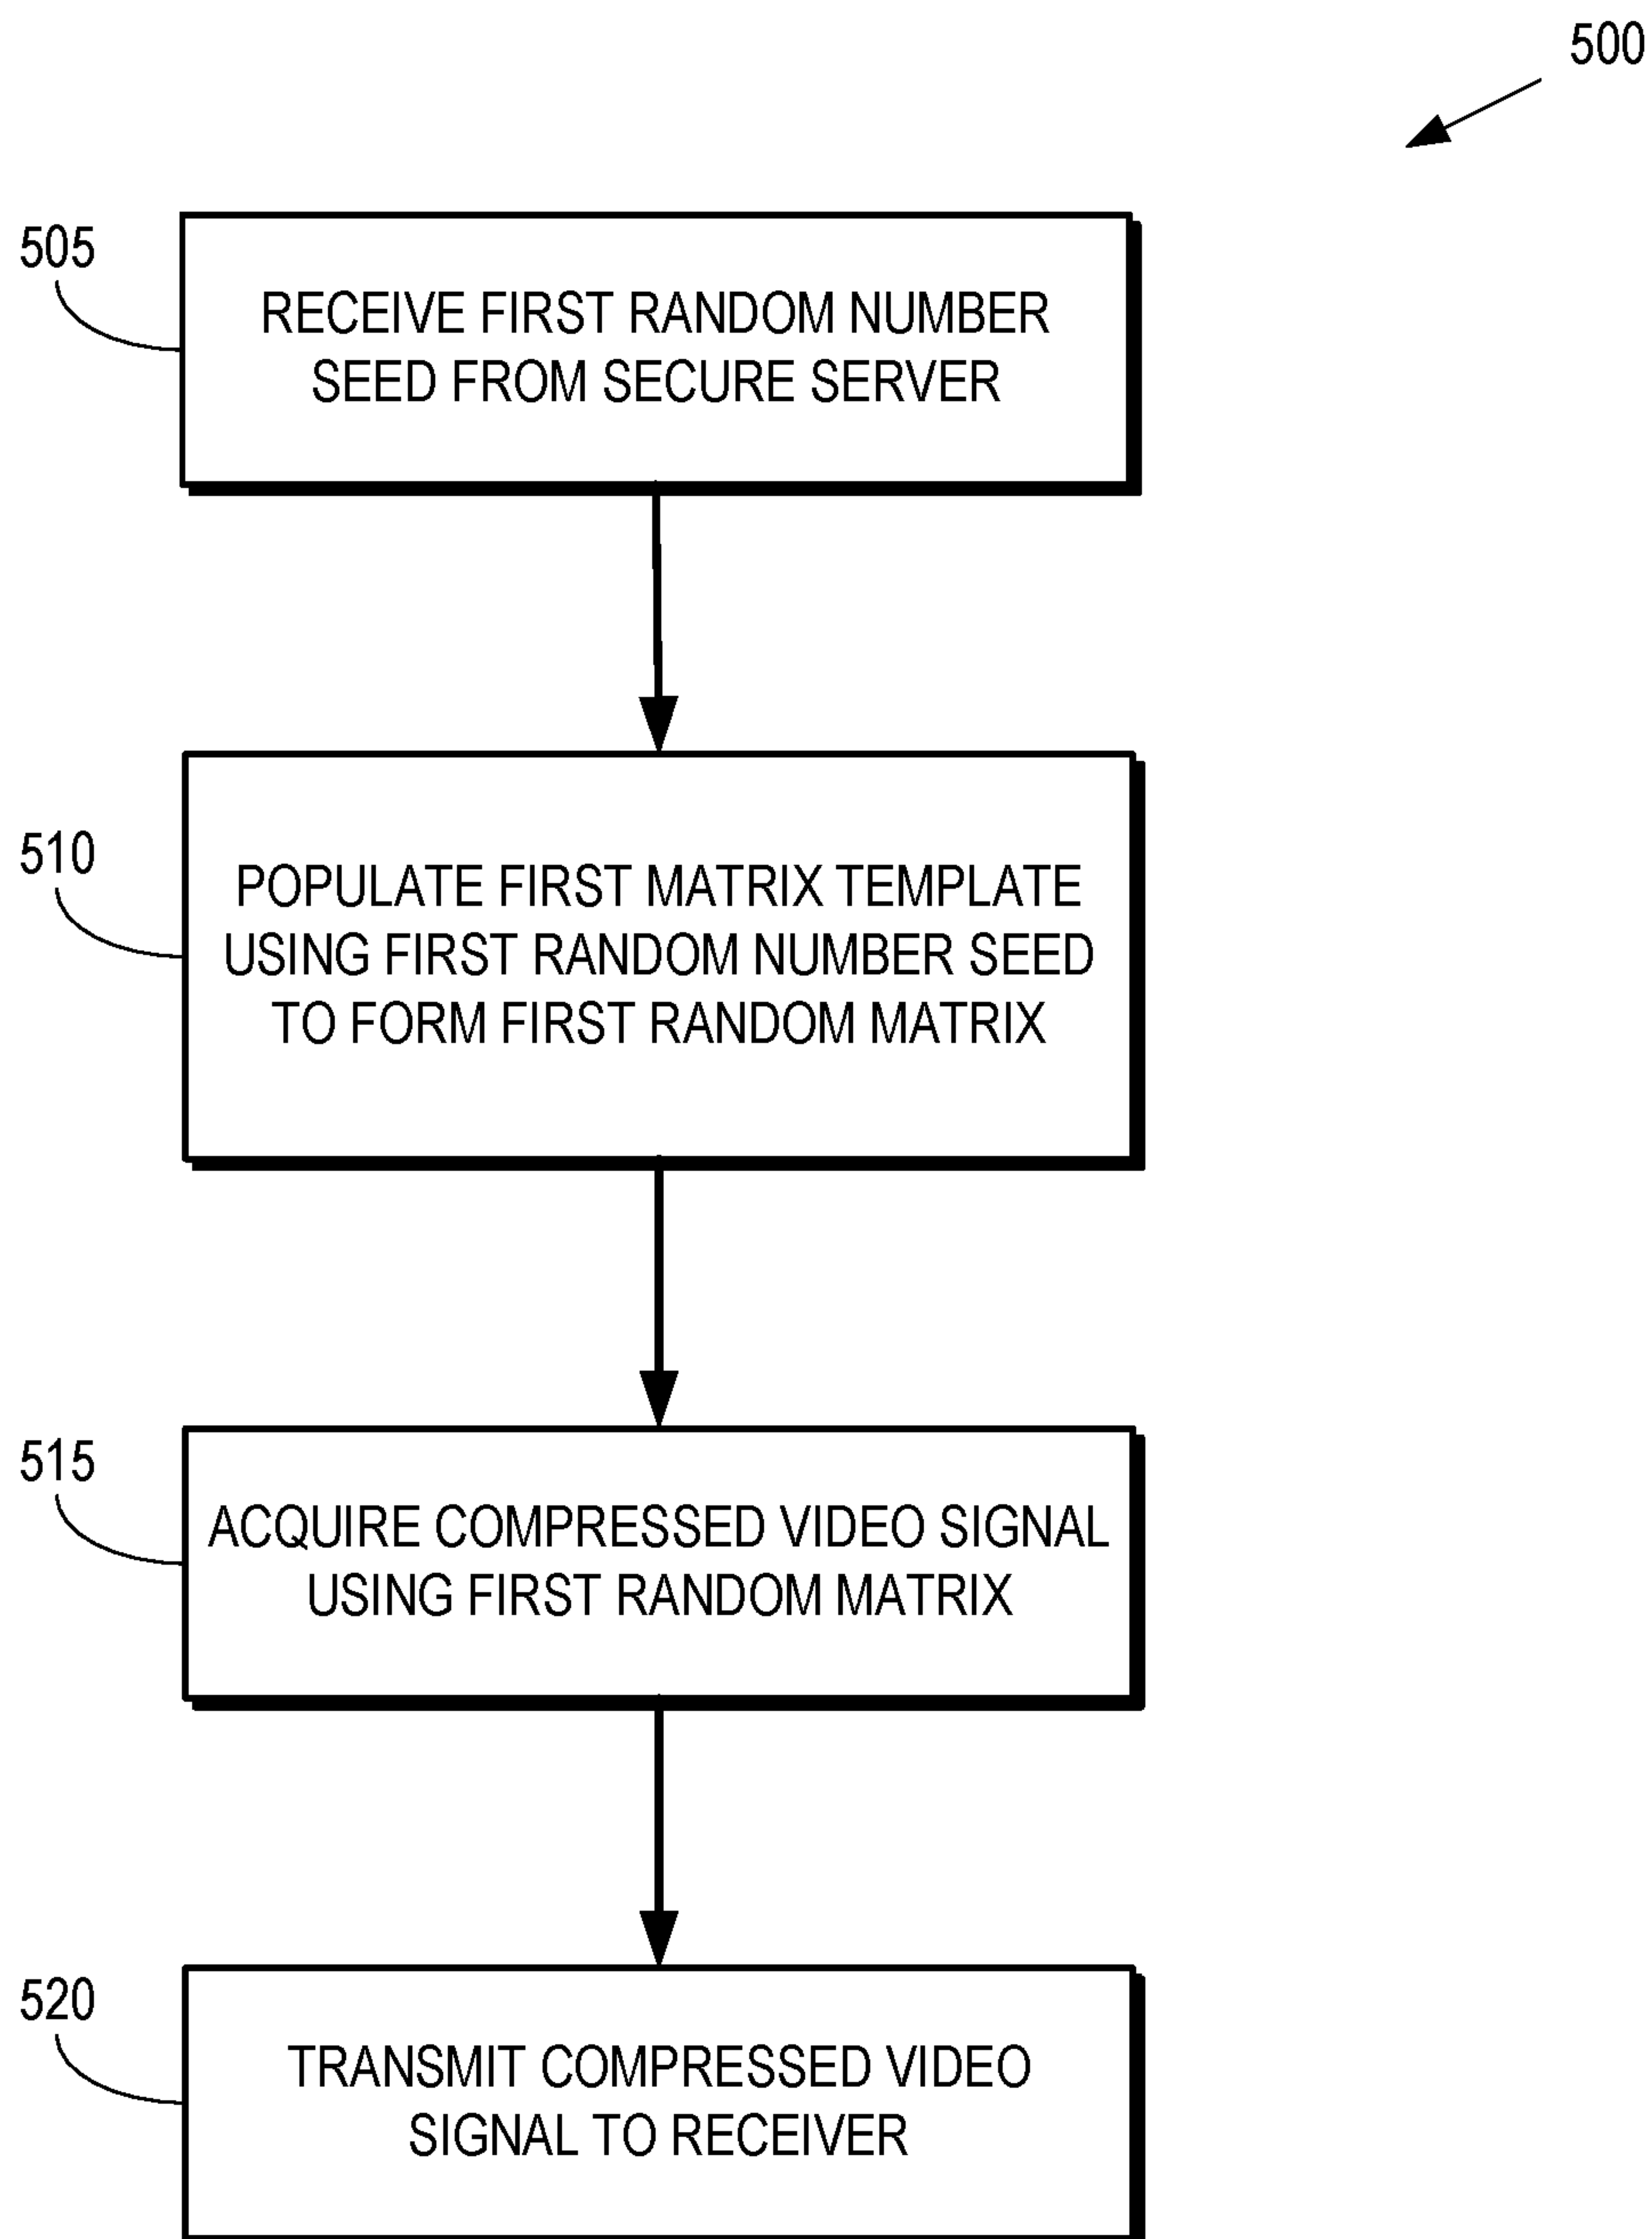 500
505
RECEIVE FIRST RANDOM NUMBER
SEED FROM SECURE SERVER
510
POPULATE FIRST MATRIX TEMPLATE
USING FIRST RANDOM NUMBER SEED
TO FORM FIRST RANDOM MATRIX
515
ACQUIRE COMPRESSED VIDEO SIGNAL
USING FIRST RANDOM MATRIX
520
TRANSMIT COMPRESSED VIDEO
SIGNAL TO RECEIVER